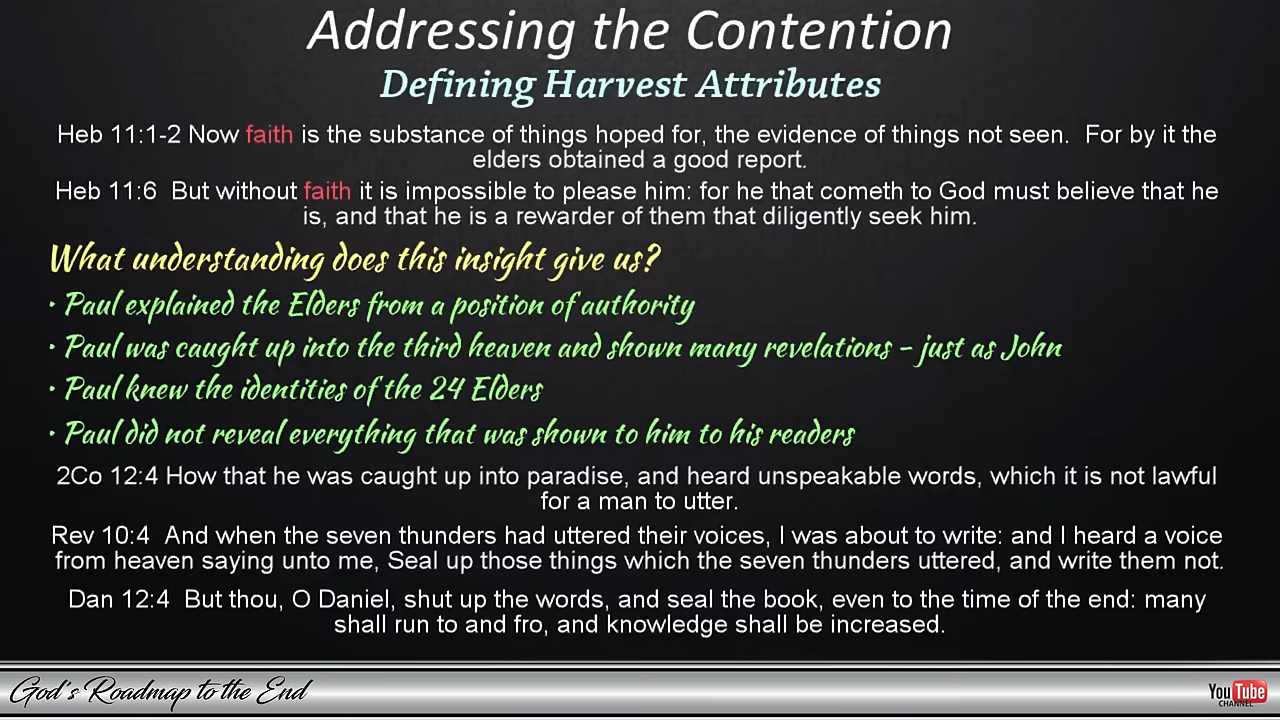 Addressing the Contention
Defining Harvest Attributes
Heb 11:1-2 Now faith is the substance of things hoped for, the evidence of things not seen.  For by it the
elders obtained a good report.
Heb 11:6  But without faith it is impossible to please him: for he that cometh to God must believe that he
is, and that he is a rewarder of them that diligently seek him.
What understanding does this insight give us?
• Paul explained the Elders from a position of authority
• Paul was caught up into the third heaven and shown many revelations – just as John
• Paul knew the identities of the 24 Elders
• Paul did not reveal everything that was shown to him to his readers
2Co 12:4 How that he was caught up into paradise, and heard unspeakable words, which it is not lawful
for a man to utter.
Rev 10:4  And when the seven thunders had uttered their voices, I was about to write: and I heard a voice
from heaven saying unto me, Seal up those things which the seven thunders uttered, and write them not.
Dan 12:4  But thou, O Daniel, shut up the words, and seal the book, even to the time of the end: many
shall run to and fro, and knowledge shall be increased.
God's Roadmap to the End
YouTube
CHANNEL